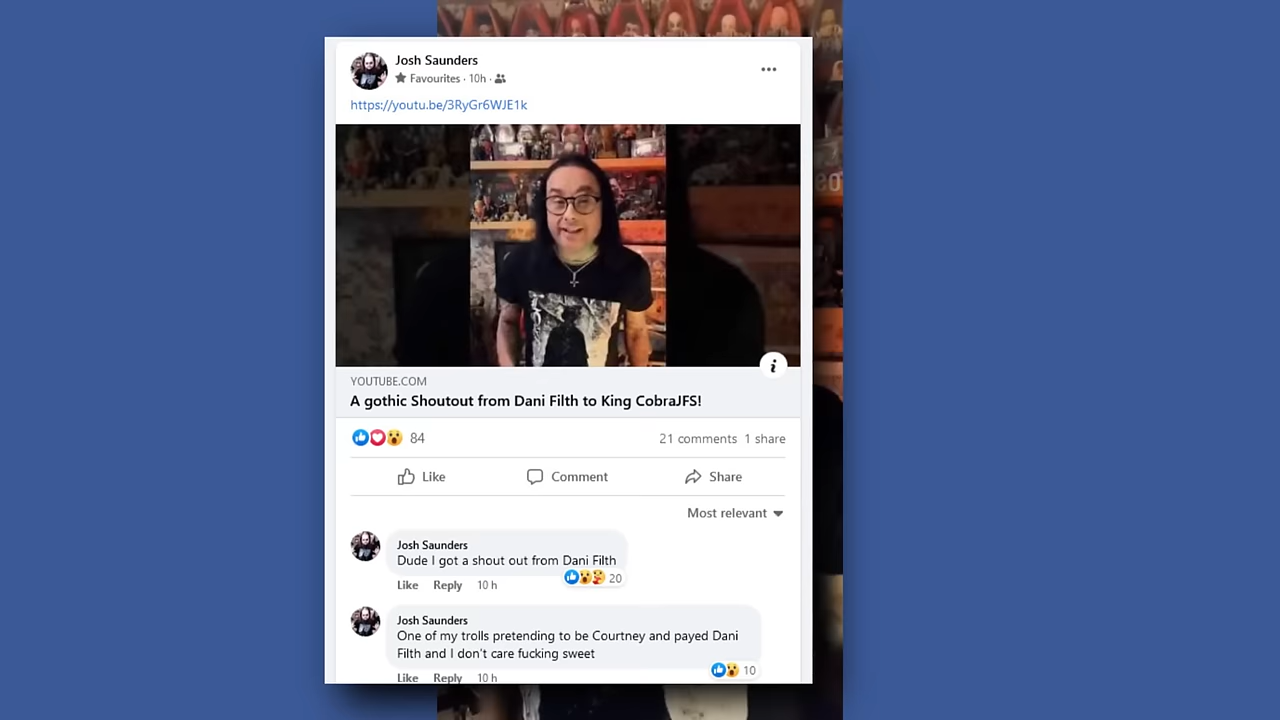 Josh Saunders
Favourites · 10h ·
https://youtu.be/3RyGr6WJE1k
YOUTUBE.COM
A gothic Shoutout from Dani Filth to King CobraJFS!
84
21 comments 1 share
Like Comment Share
Most relevant
Josh Saunders
Dude I got a shout out from Dani Filth
20
Like Reply 10 h
Josh Saunders
One of my trolls pretending to be Courtney and payed Dani
Filth and I don't care fucking sweet
10
Like Reply 10 h